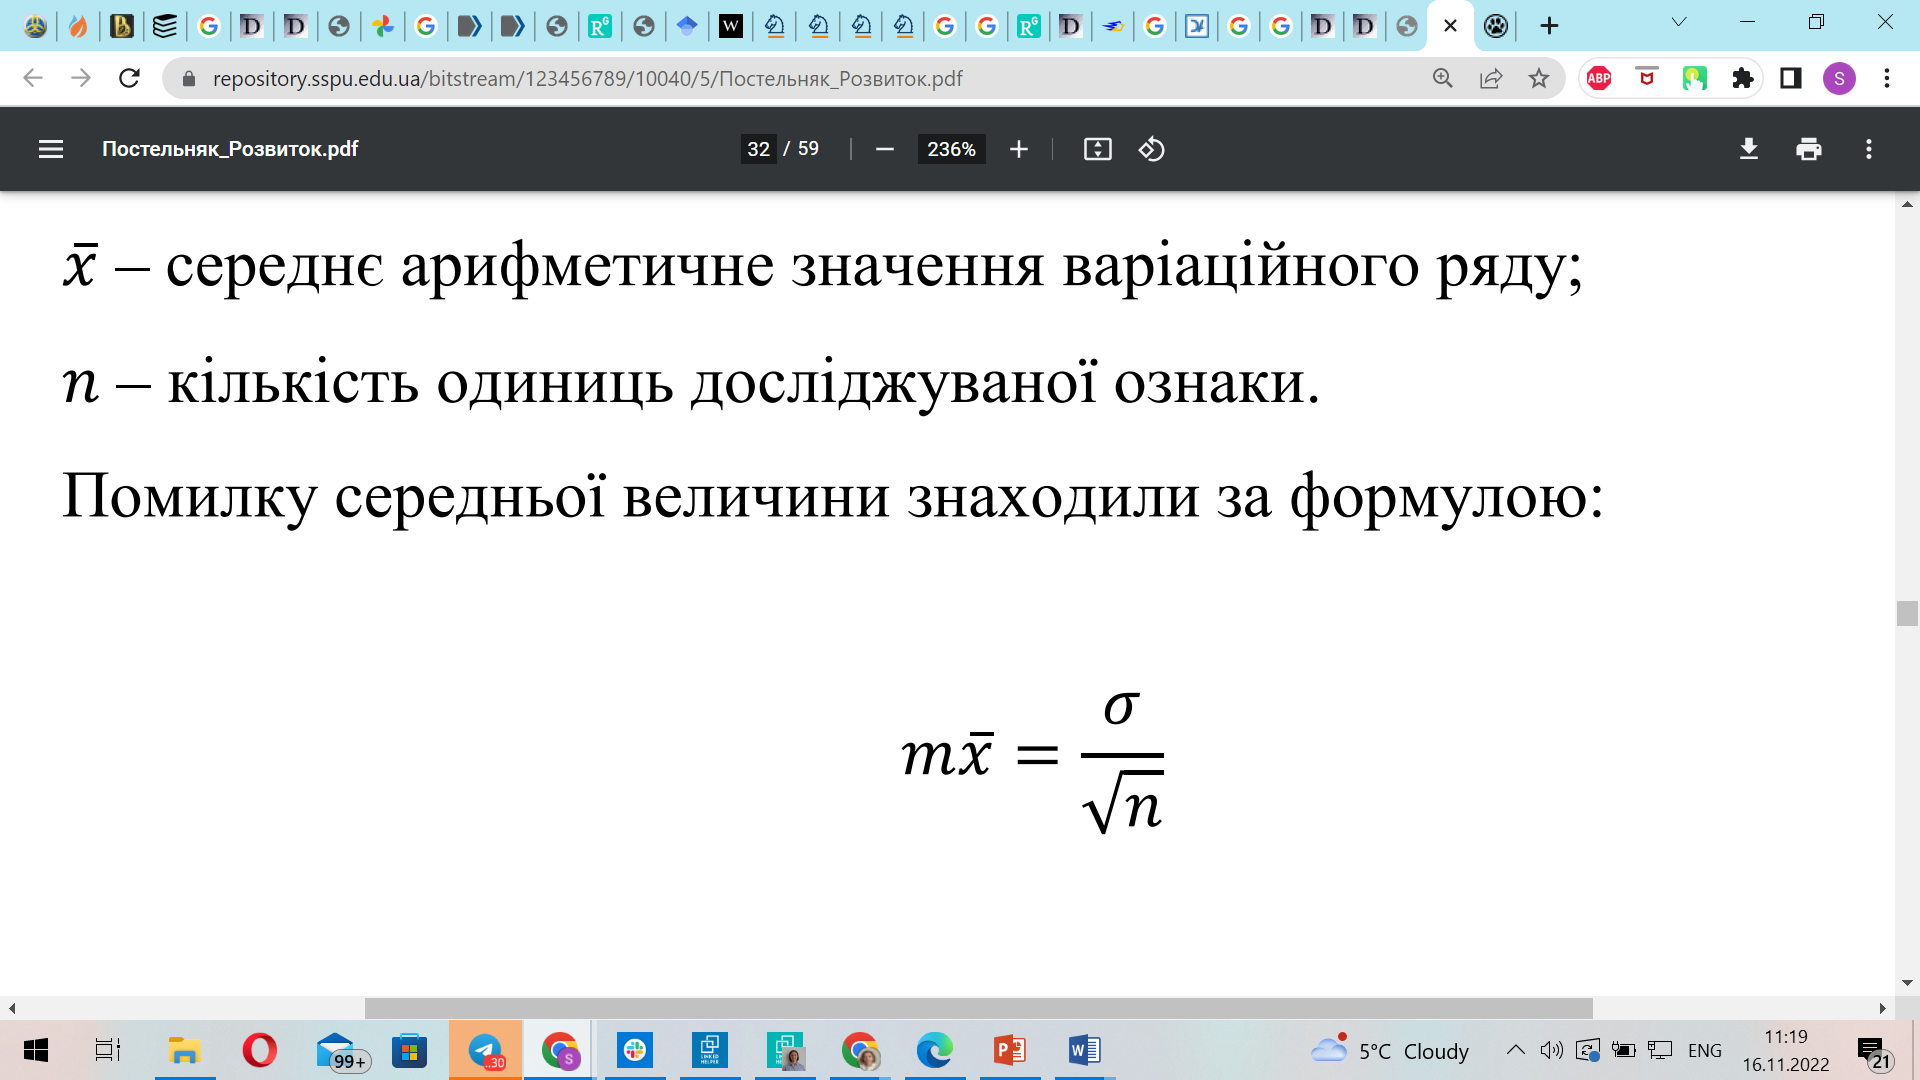 repository.sspu.edu.ua/bitstream/123456789/10040/5/Постельняк_Розвиток.pdf
ABP
S
Постельняк_Розвиток.pdf
32 / 59
236%
x̄ – середнє арифметичне значення варіаційного ряду;
n – кількість одиниць досліджуваної ознаки.
Помилку середньої величини знаходили за формулою:
mx̄ = σ/√n
99+
..30
S
5°C Cloudy
ENG
11:19
16.11.2022
21